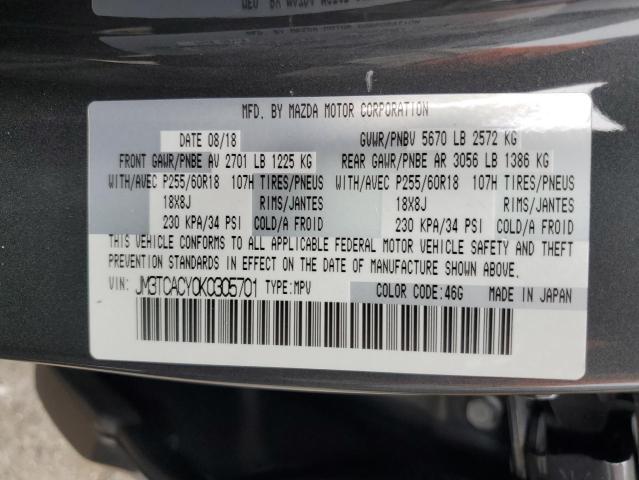 MFD. BY MAZDA MOTOR CORPORATION
DATE 08/18 GVWR/PNBV 5670 LB 2572 KG
FRONT GAWR/PNBE AV 2701 LB 1225 KG REAR GAWR/PNBE AR 3056 LB 1386 KG
WITH/AVEC P255/60R18 107H TIRES/PNEUS WITH/AVEC P255/60R18 107H TIRES/PNEUS
18X8J RIMS/JANTES 18X8J RIMS/JANTES
230 KPA/34 PSI COLD/A FROID 230 KPA/34 PSI COLD/A FROID
THIS VEHICLE CONFORMS TO ALL APPLICABLE FEDERAL MOTOR VEHICLE SAFETY AND THEFT
PREVENTION STANDARDS IN EFFECT ON THE DATE OF MANUFACTURE SHOWN ABOVE.
VIN: JM3TCACY0K0305701 TYPE: MPV COLOR CODE: 46G MADE IN JAPAN